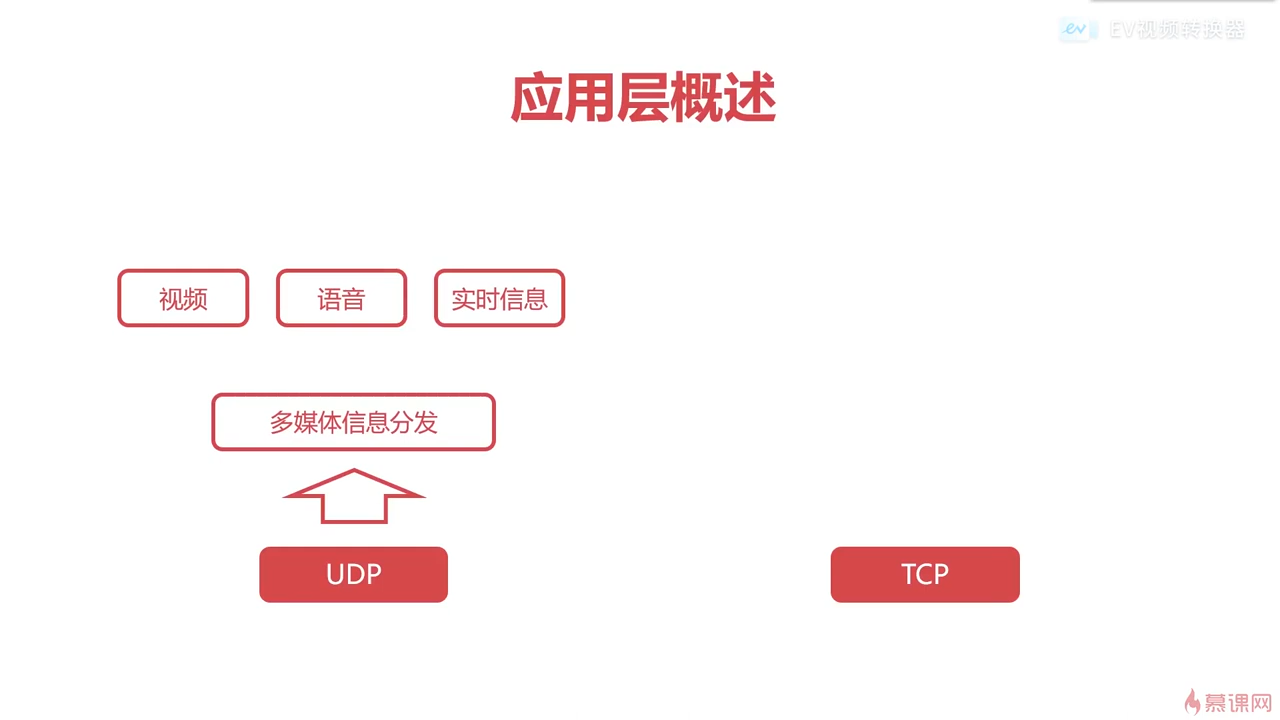 ev EV视频转换器
应用层概述
视频 语音 实时信息
多媒体信息分发
UDP TCP
慕课网